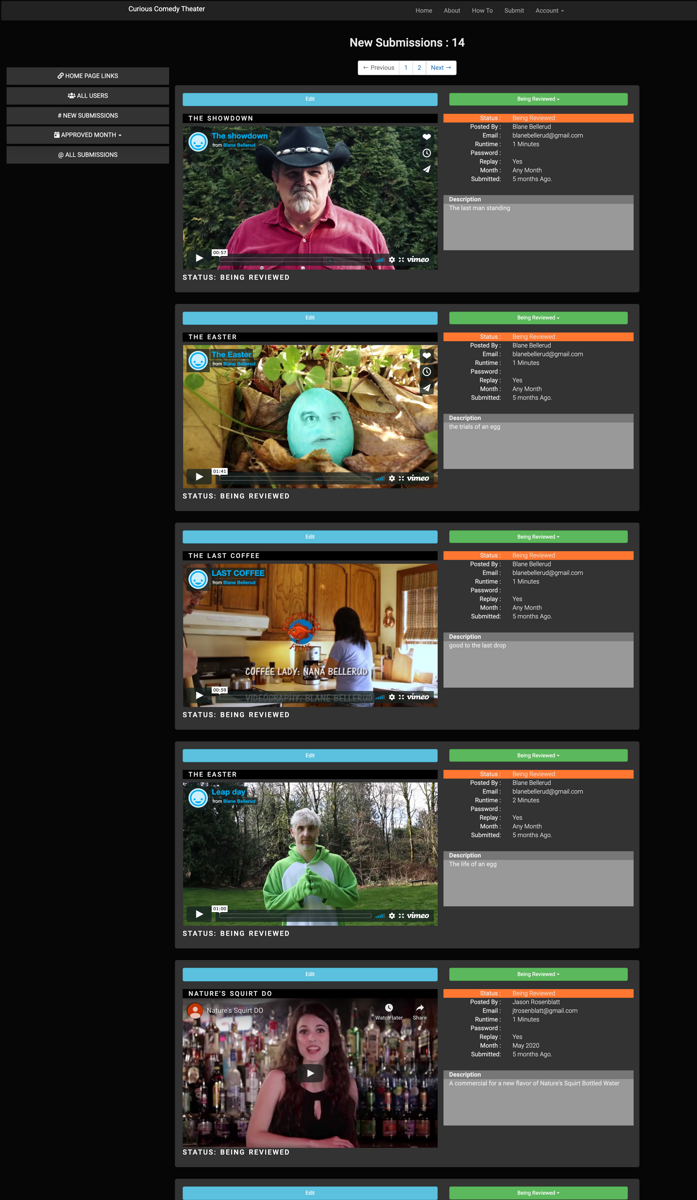 Curious Comedy Theater
Home About How To Submit Account
New Submissions : 14
← Previous 1 2 Next →
HOME PAGE LINKS
ALL USERS
# NEW SUBMISSIONS
APPROVED MONTH
@ ALL SUBMISSIONS
Edit
Being Reviewed
THE SHOWDOWN
The showdown
from Blane Bellerud
00:57
vimeo
STATUS: BEING REVIEWED
Status : Being Reviewed
Posted By : Blane Bellerud
Email : blanebellerud@gmail.com
Runtime : 1 Minutes
Password :
Replay : Yes
Month : Any Month
Submitted: 5 months Ago.
Description
The last man standing
Edit
Being Reviewed
THE EASTER
The Easter
from Blane Bellerud
01:41
vimeo
STATUS: BEING REVIEWED
Status : Being Reviewed
Posted By : Blane Bellerud
Email : blanebellerud@gmail.com
Runtime : 1 Minutes
Password :
Replay : Yes
Month : Any Month
Submitted: 5 months Ago.
Description
the trials of an egg
Edit
Being Reviewed
THE LAST COFFEE
LAST COFFEE
from Blane Bellerud
COFFEE LADY: NANA BELLERUD
VIDEOGRAPHY: BLANE BELLERUD
00:59
vimeo
STATUS: BEING REVIEWED
Status : Being Reviewed
Posted By : Blane Bellerud
Email : blanebellerud@gmail.com
Runtime : 1 Minutes
Password :
Replay : Yes
Month : Any Month
Submitted: 5 months Ago.
Description
good to the last drop
Edit
Being Reviewed
THE EASTER
Leap day
from Blane Bellerud
01:00
vimeo
STATUS: BEING REVIEWED
Status : Being Reviewed
Posted By : Blane Bellerud
Email : blanebellerud@gmail.com
Runtime : 2 Minutes
Password :
Replay : Yes
Month : Any Month
Submitted: 5 months Ago.
Description
The life of an egg
Edit
Being Reviewed
NATURE'S SQUIRT DO
Nature's Squirt DO
Watch later
Share
STATUS: BEING REVIEWED
Status : Being Reviewed
Posted By : Jason Rosenblatt
Email : jtrosenblatt@gmail.com
Runtime : 1 Minutes
Password :
Replay : Yes
Month : May 2020
Submitted: 5 months Ago.
Description
A commercial for a new flavor of Nature's Squirt Bottled Water
Edit
Being Reviewed